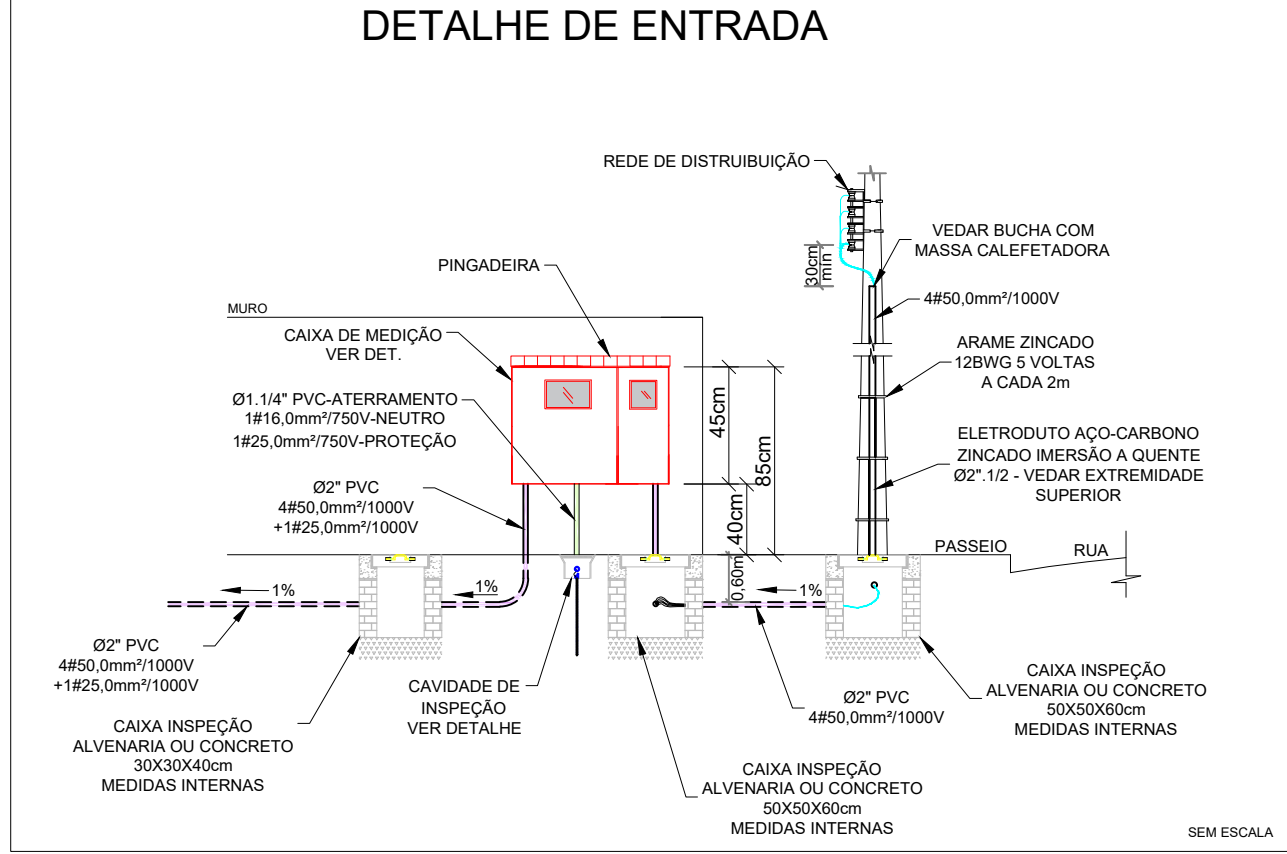 DETALHE DE ENTRADA
REDE DE DISTRUIBUIÇÃO
VEDAR BUCHA COM
MASSA CALEFETADORA
30cm
min
4#50,0mm²/1000V
PINGADEIRA
MURO
CAIXA DE MEDIÇÃO
VER DET.
ARAME ZINCADO
12BWG 5 VOLTAS
A CADA 2m
Ø1.1/4" PVC-ATERRAMENTO
1#16,0mm²/750V-NEUTRO
1#25,0mm²/750V-PROTEÇÃO
45cm
85cm
40cm
ELETRODUTO AÇO-CARBONO
ZINCADO IMERSÃO A QUENTE
Ø2".1/2 - VEDAR EXTREMIDADE
SUPERIOR
Ø2" PVC
4#50,0mm²/1000V
+1#25,0mm²/1000V
PASSEIO
RUA
0,60m
1%
1%
1%
Ø2" PVC
4#50,0mm²/1000V
+1#25,0mm²/1000V
CAVIDADE DE
INSPEÇÃO
VER DETALHE
Ø2" PVC
4#50,0mm²/1000V
CAIXA INSPEÇÃO
ALVENARIA OU CONCRETO
50X50X60cm
MEDIDAS INTERNAS
CAIXA INSPEÇÃO
ALVENARIA OU CONCRETO
30X30X40cm
MEDIDAS INTERNAS
CAIXA INSPEÇÃO
ALVENARIA OU CONCRETO
50X50X60cm
MEDIDAS INTERNAS
SEM ESCALA